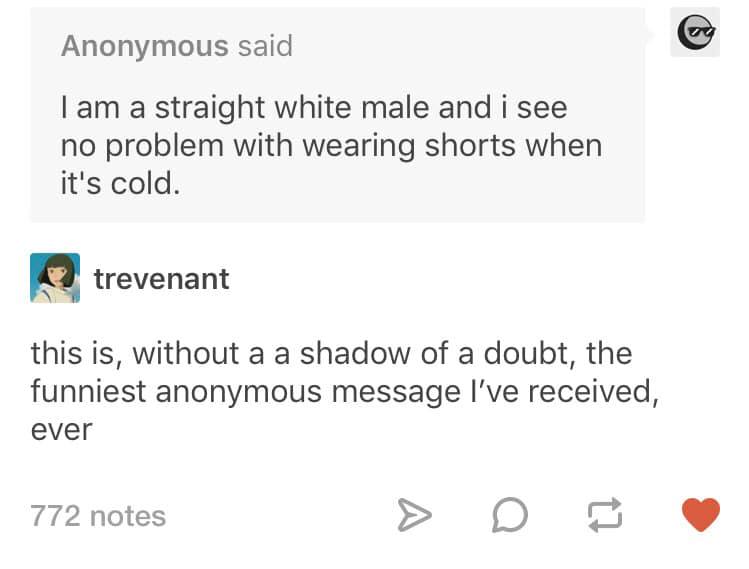 Anonymous said
I am a straight white male and i see
no problem with wearing shorts when
it's cold.
trevenant
this is, without a a shadow of a doubt, the
funniest anonymous message I’ve received,
ever
772 notes